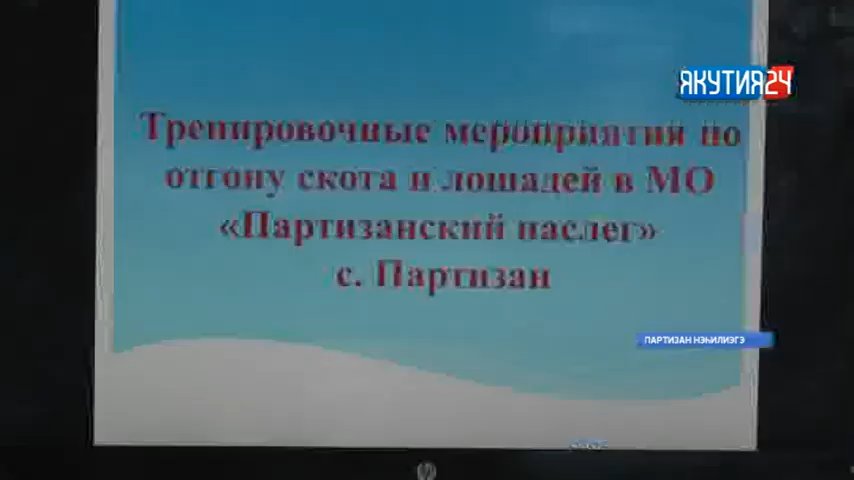 ЯКУТИЯ24
Тренировочные мероприятия по
отгону скота и лошадей в МО
«Партизанский наслег»
с. Партизан
ПАРТИЗАН НЭҺИЛИЭГЭ